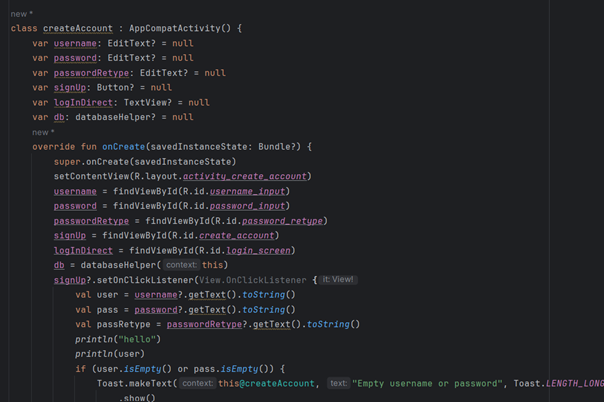 new *
class createAccount : AppCompatActivity() {
var username: EditText? = null
var password: EditText? = null
var passwordRetype: EditText? = null
var signUp: Button? = null
var logInDirect: TextView? = null
var db: databaseHelper? = null
new *
override fun onCreate(savedInstanceState: Bundle?) {
super.onCreate(savedInstanceState)
setContentView(R.layout.activity_create_account)
username = findViewById(R.id.username_input)
password = findViewById(R.id.password_input)
passwordRetype = findViewById(R.id.password_retype)
signUp = findViewById(R.id.create_account)
logInDirect = findViewById(R.id.login_screen)
db = databaseHelper( context: this)
signUp?.setOnClickListener(View.OnClickListener { it: View!
val user = username?.getText().toString()
val pass = password?.getText().toString()
val passRetype = passwordRetype?.getText().toString()
println("hello")
println(user)
if (user.isEmpty() or pass.isEmpty()) {
Toast.makeText( context: this@createAccount, text: "Empty username or password", Toast.LENGTH_LONG
.show()